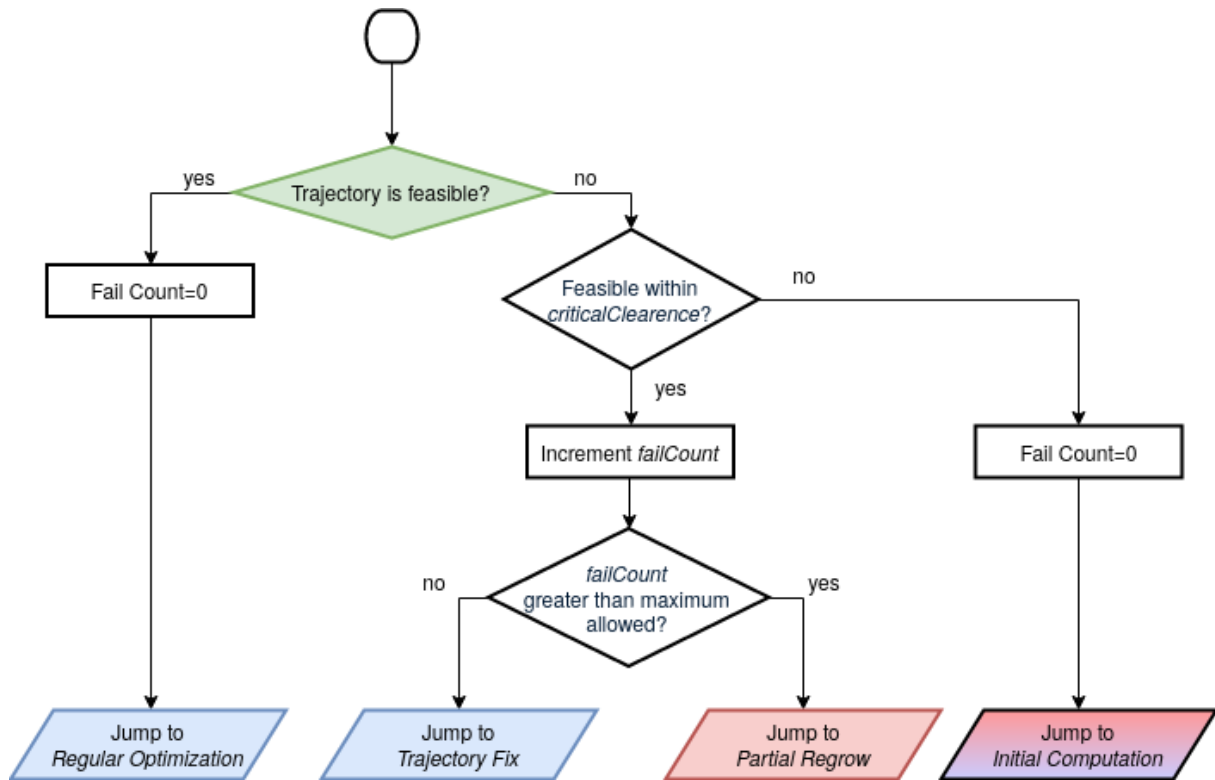 yes
Trajectory is feasible?
no
Fail Count=0
Feasible within
criticalClearence?
no
yes
Increment failCount
Fail Count=0
no
failCount
greater than maximum
allowed?
yes
Jump to
Regular Optimization
Jump to
Trajectory Fix
Jump to
Partial Regrow
Jump to
Initial Computation